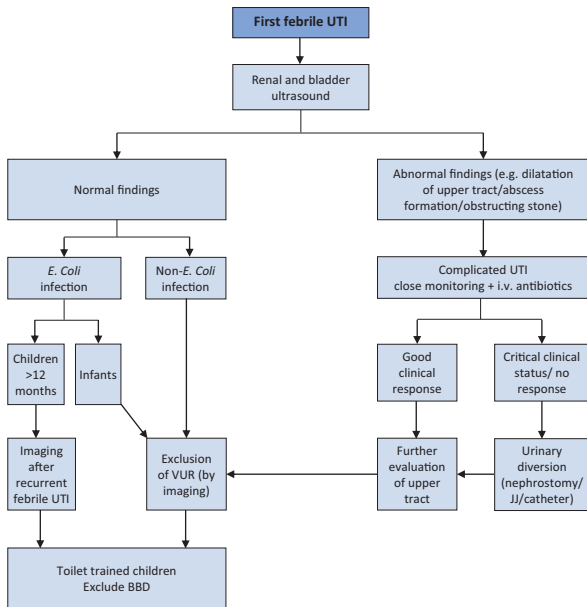 First febrile UTI
Renal and bladder
ultrasound
Normal findings
Abnormal findings (e.g. dilatation
of upper tract/abscess
formation/obstructing stone)
E. Coli
infection
Non-E. Coli
infection
Complicated UTI
close monitoring + i.v. antibiotics
Children
>12
months
Infants
Good
clinical
response
Critical clinical
status/ no
response
Imaging
after
recurrent
febrile UTI
Exclusion
of VUR (by
imaging)
Further
evaluation
of upper
tract
Urinary
diversion
(nephrostomy/
JJ/catheter)
Toilet trained children
Exclude BBD